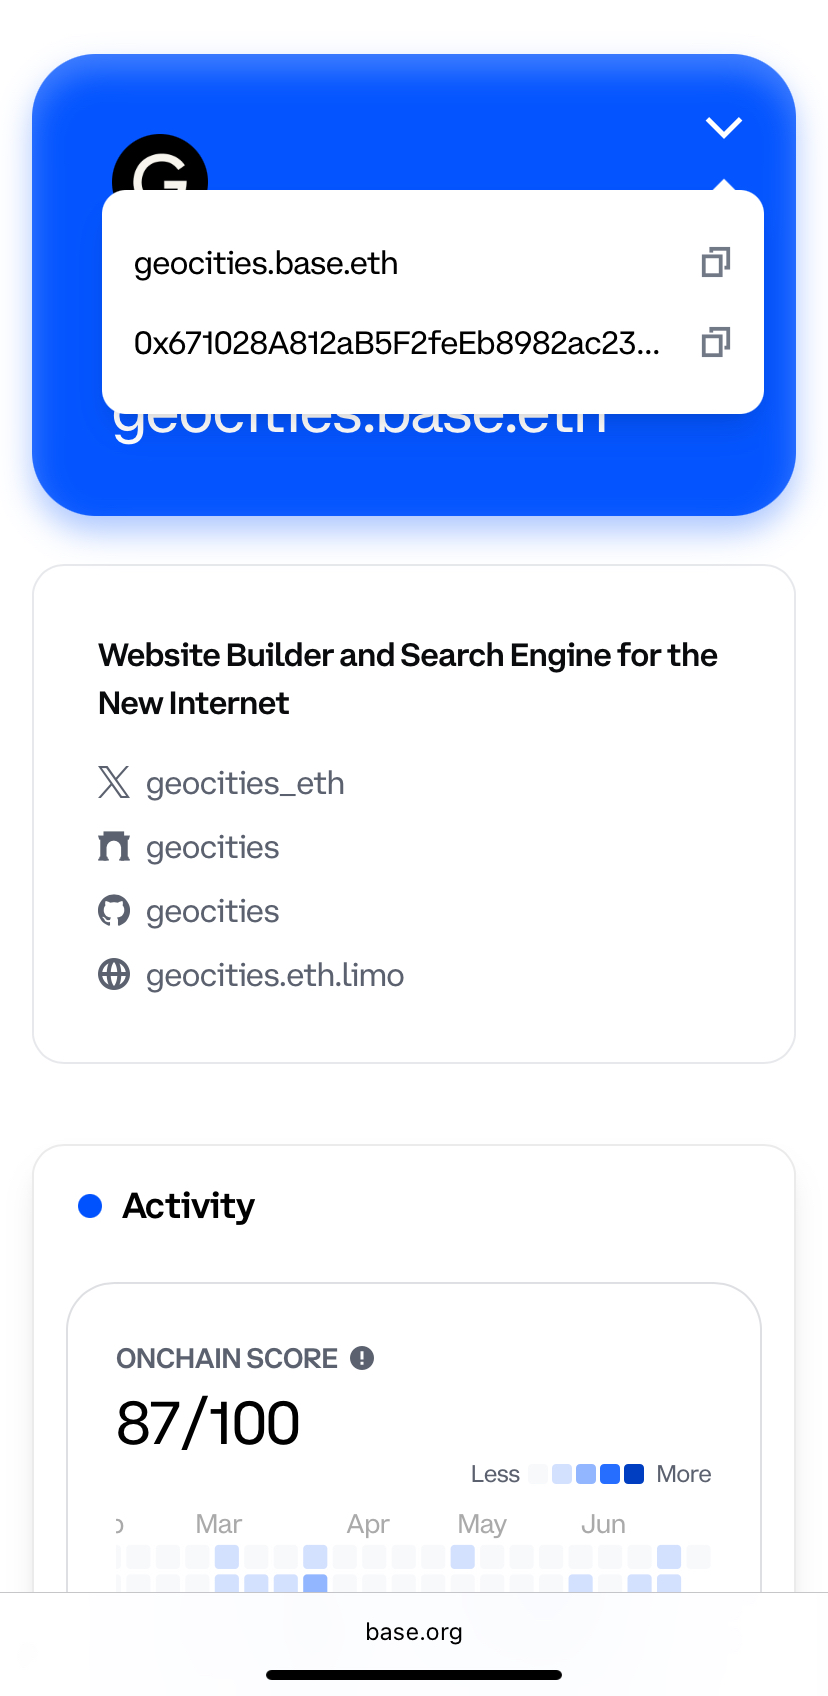 G
geocities.base.eth
0x671028A812aB5F2feEb8982ac23...
geocities.base.eth
Website Builder and Search Engine for the
New Internet
geocities_eth
geocities
geocities
geocities.eth.limo
Activity
ONCHAIN SCORE
87/100
Less More
Mar Apr May Jun
base.org